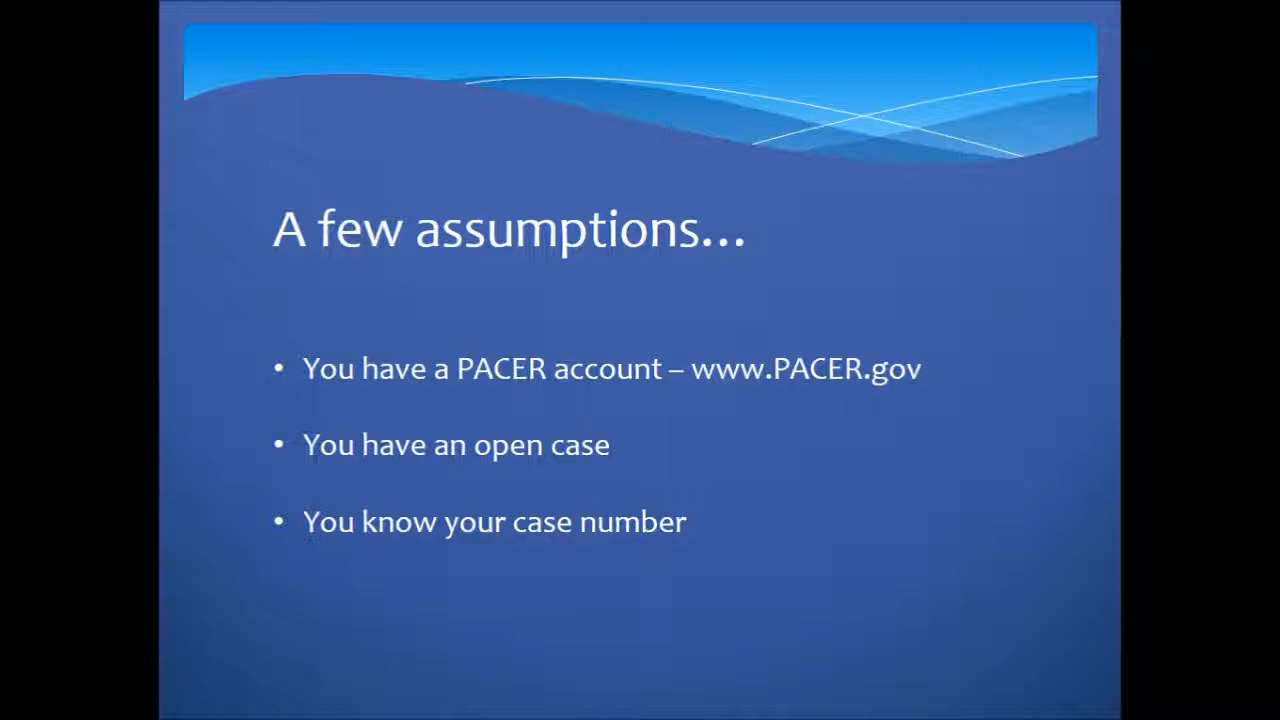 A few assumptions...
• You have a PACER account – www.PACER.gov
• You have an open case
• You know your case number